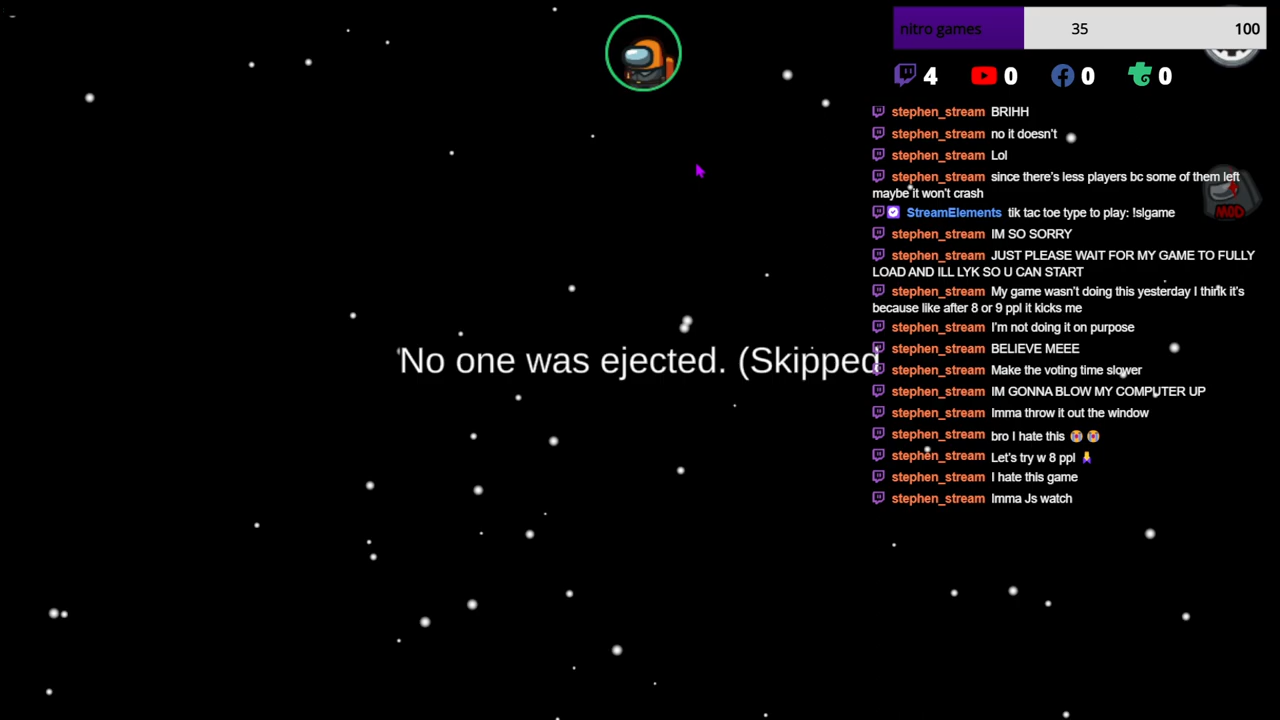 nitro games 35 100
4 0 0 0
stephen_stream BRIHH
stephen_stream no it doesn't
stephen_stream Lol
stephen_stream since there's less players bc some of them left
maybe it won't crash
MOD
StreamElements tik tac toe type to play: !slgame
stephen_stream IM SO SORRY
stephen_stream JUST PLEASE WAIT FOR MY GAME TO FULLY
LOAD AND ILL LYK SO U CAN START
stephen_stream My game wasn't doing this yesterday I think it's
because like after 8 or 9 ppl it kicks me
stephen_stream I'm not doing it on purpose
stephen_stream BELIEVE MEEE
No one was ejected. (Skipped
stephen_stream Make the voting time slower
stephen_stream IM GONNA BLOW MY COMPUTER UP
stephen_stream Imma throw it out the window
stephen_stream bro I hate this 😭 😭
stephen_stream Let's try w 8 ppl
stephen_stream I hate this game
stephen_stream Imma Js watch